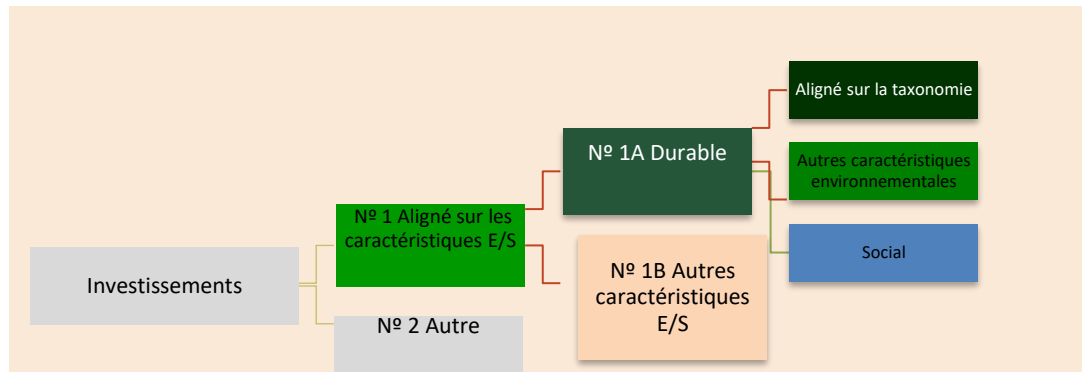 Investissements
Nº 1 Aligné sur les
caractéristiques E/S
Nº 2 Autre
Nº 1A Durable
Nº 1B Autres
caractéristiques
E/S
Aligné sur la taxonomie
Autres caractéristiques
environnementales
Social